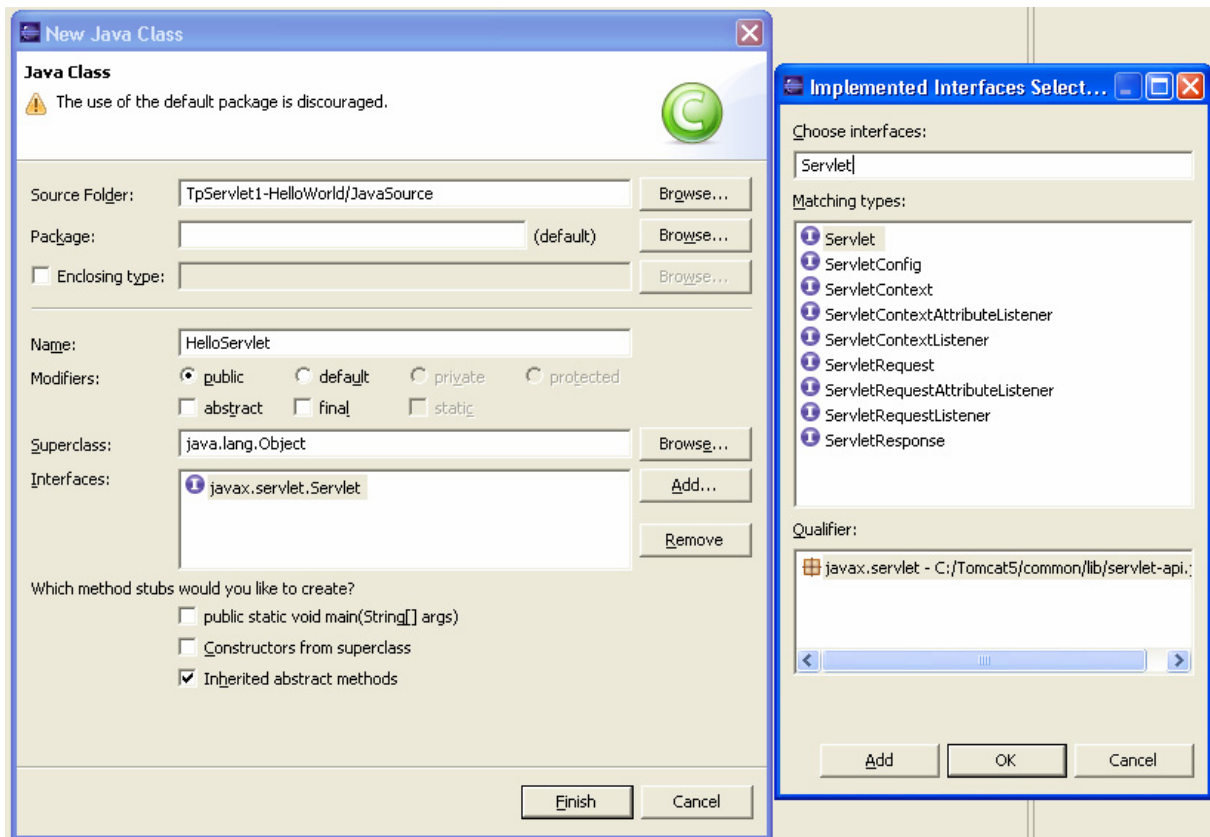 New Java Class
Java Class
The use of the default package is discouraged.
Source Folder: TpServlet1-HelloWorld/JavaSource Browse...
Package: (default) Browse...
Enclosing type: Browse...
Name: HelloServlet
Modifiers: public default private protected
abstract final static
Superclass: java.lang.Object Browse...
Interfaces: javax.servlet.Servlet Add...
Remove
Which method stubs would you like to create?
public static void main(String[] args)
Constructors from superclass
Inherited abstract methods
Finish Cancel
Implemented Interfaces Select...
Choose interfaces:
Servlet
Matching types:
Servlet
ServletConfig
ServletContext
ServletContextAttributeListener
ServletContextListener
ServletRequest
ServletRequestAttributeListener
ServletRequestListener
ServletResponse
Qualifier:
javax.servlet - C:/Tomcat5/common/lib/servlet-api.j
Add OK Cancel